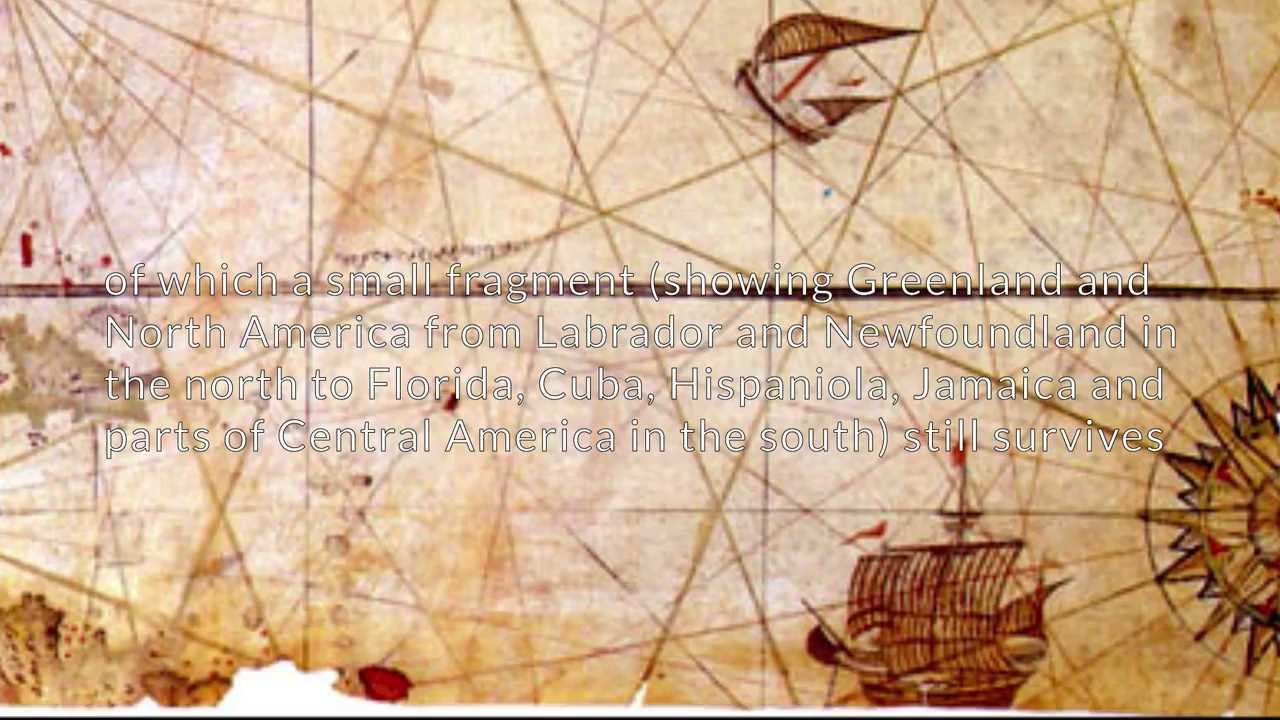 of which a small fragment (showing Greenland and
North America from Labrador and Newfoundland in
the north to Florida, Cuba, Hispaniola, Jamaica and
parts of Central America in the south) still survives